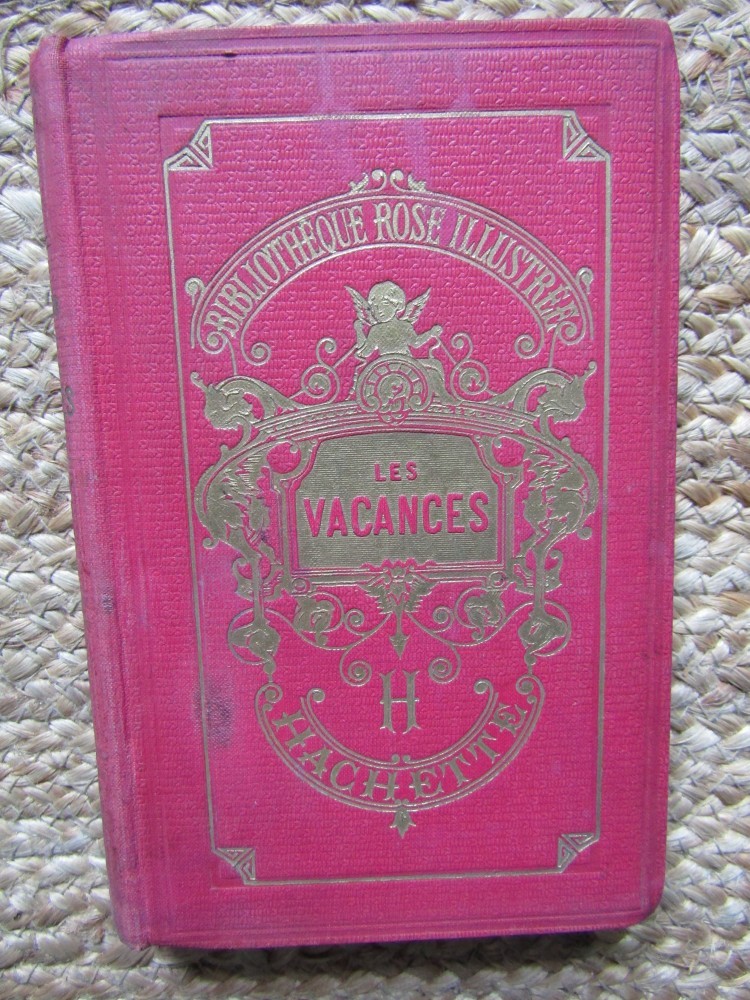 BIBLIOTHÈQUE ROSE ILLUSTRÉE
LES
VACANCES
H
HACHETTE